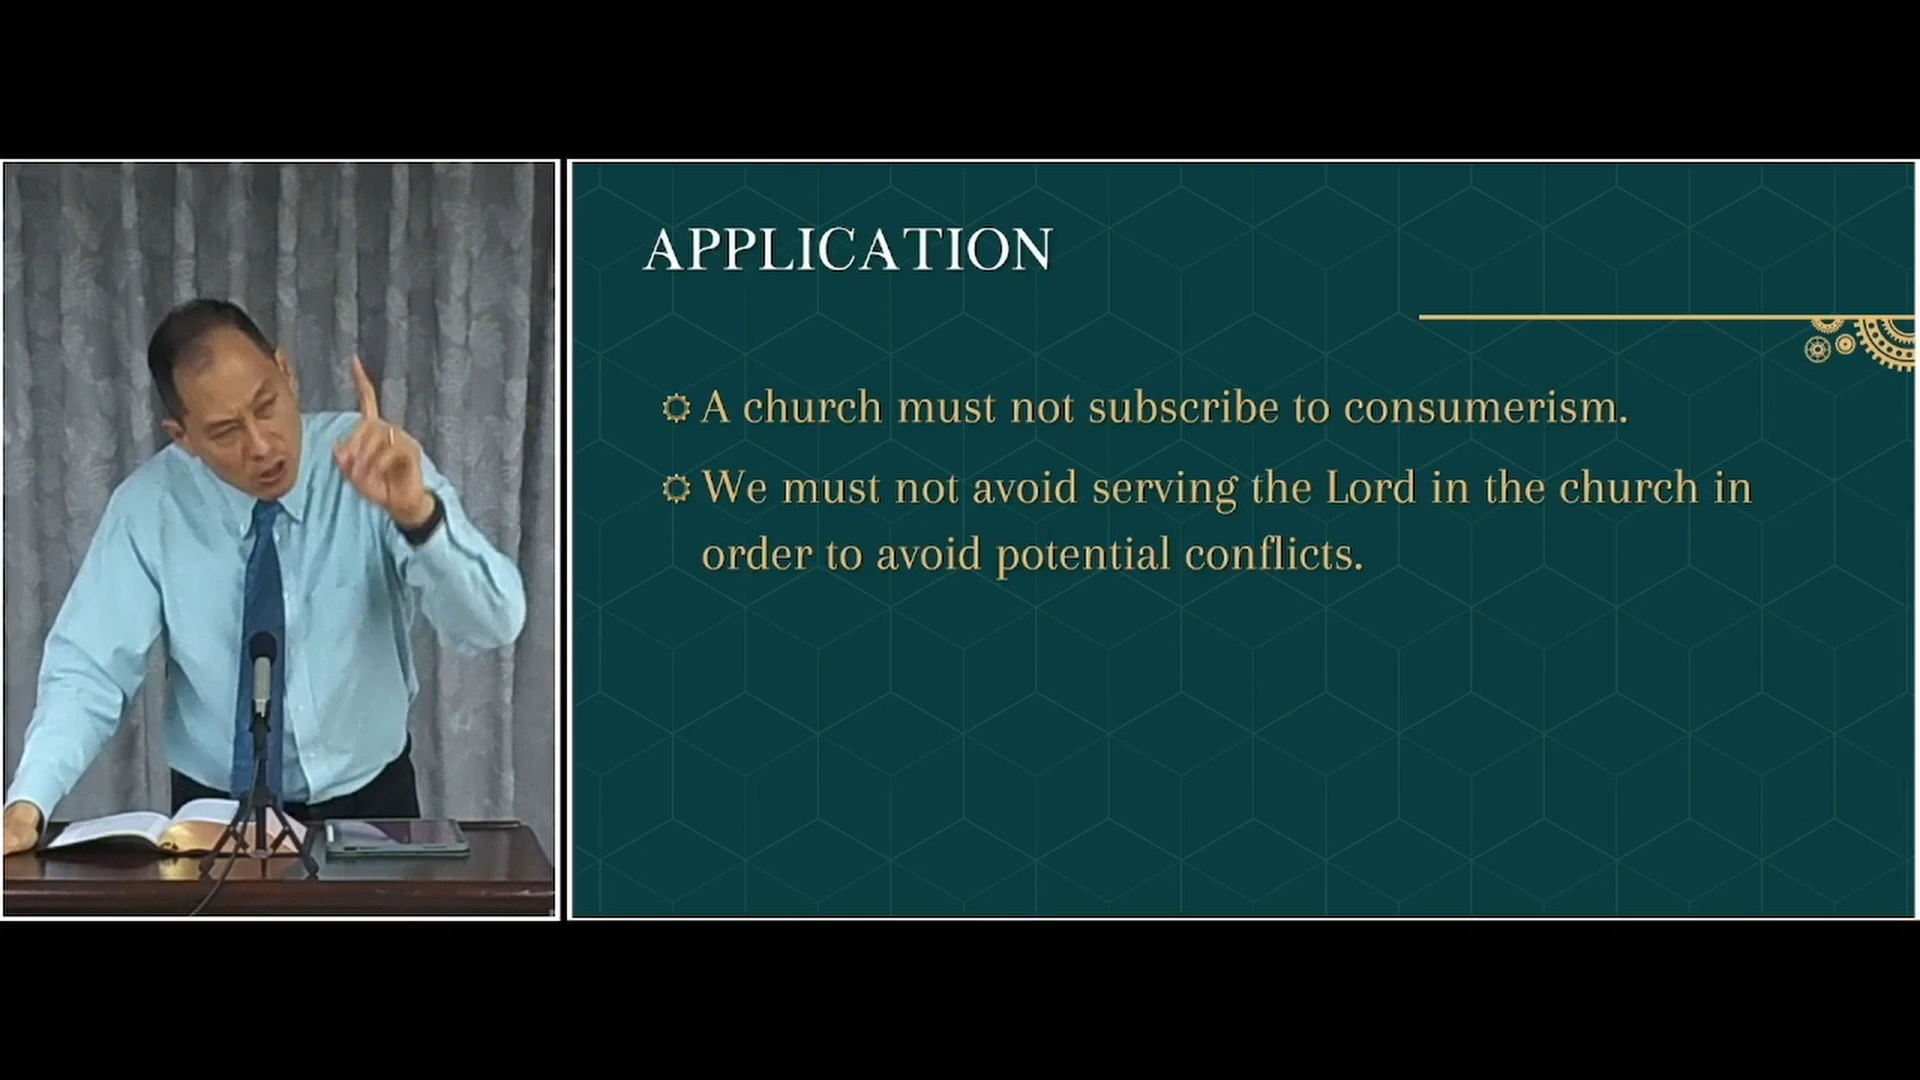 APPLICATION
A church must not subscribe to consumerism.
We must not avoid serving the Lord in the church in
order to avoid potential conflicts.